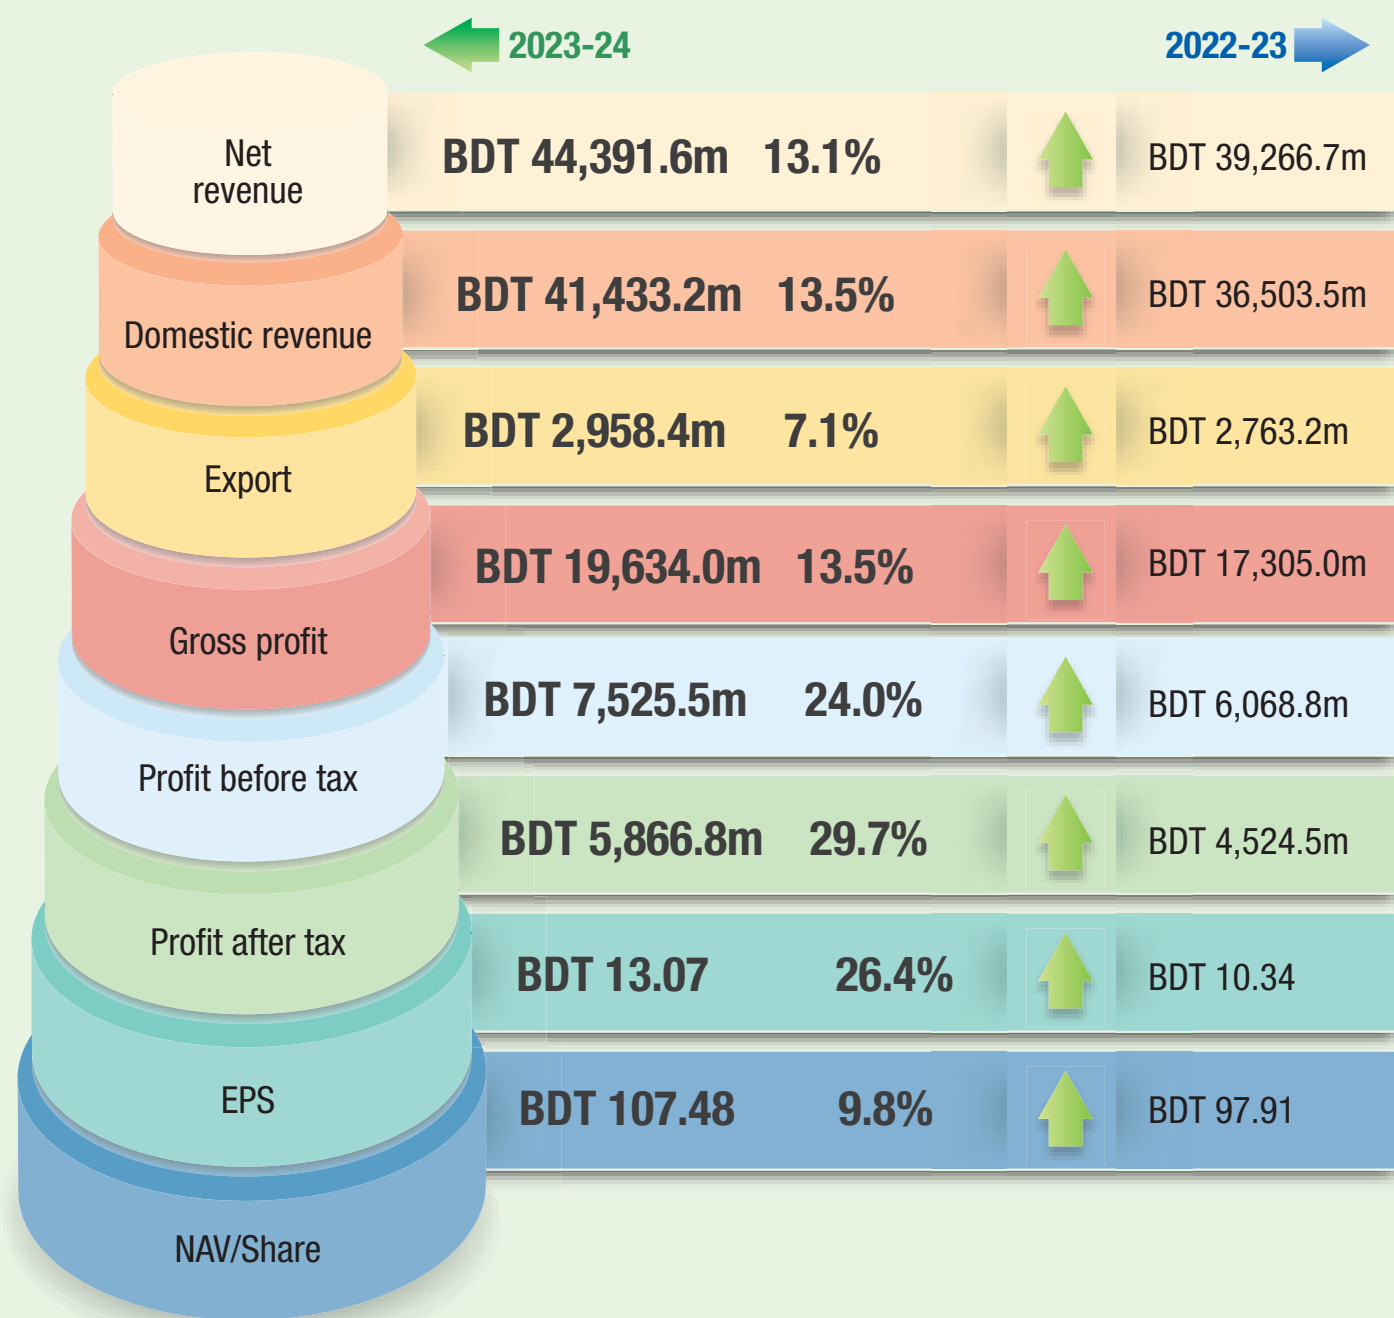 2023-24
2022-23
Net
revenue
BDT 44,391.6m 13.1%
BDT 39,266.7m
Domestic revenue
BDT 41,433.2m 13.5%
BDT 36,503.5m
Export
BDT 2,958.4m 7.1%
BDT 2,763.2m
Gross profit
BDT 19,634.0m 13.5%
BDT 17,305.0m
Profit before tax
BDT 7,525.5m 24.0%
BDT 6,068.8m
Profit after tax
BDT 5,866.8m 29.7%
BDT 4,524.5m
EPS
BDT 13.07 26.4%
BDT 10.34
NAV/Share
BDT 107.48 9.8%
BDT 97.91